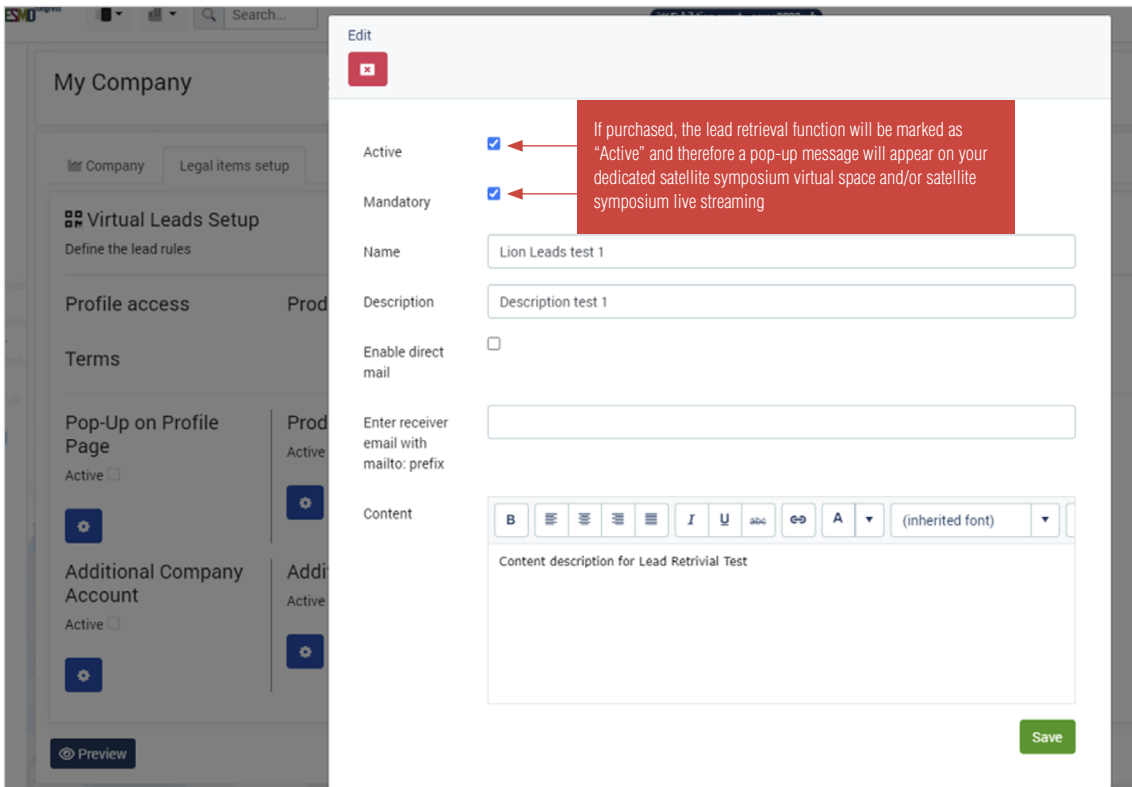 ESMO congress
Search...
My Company
Company
Legal items setup
Virtual Leads Setup
Define the lead rules
Profile access
Prod
Terms
Pop-Up on Profile
Page
Active
Prod
Active
Additional Company
Account
Active
Addi
Active
Preview
Edit
Active
Mandatory
If purchased, the lead retrieval function will be marked as
“Active” and therefore a pop-up message will appear on your
dedicated satellite symposium virtual space and/or satellite
symposium live streaming
Name
Lion Leads test 1
Description
Description test 1
Enable direct
mail
Enter receiver
email with
mailto: prefix
Content
B
I
U
abc
A
(inherited font)
Content description for Lead Retrivial Test
Save